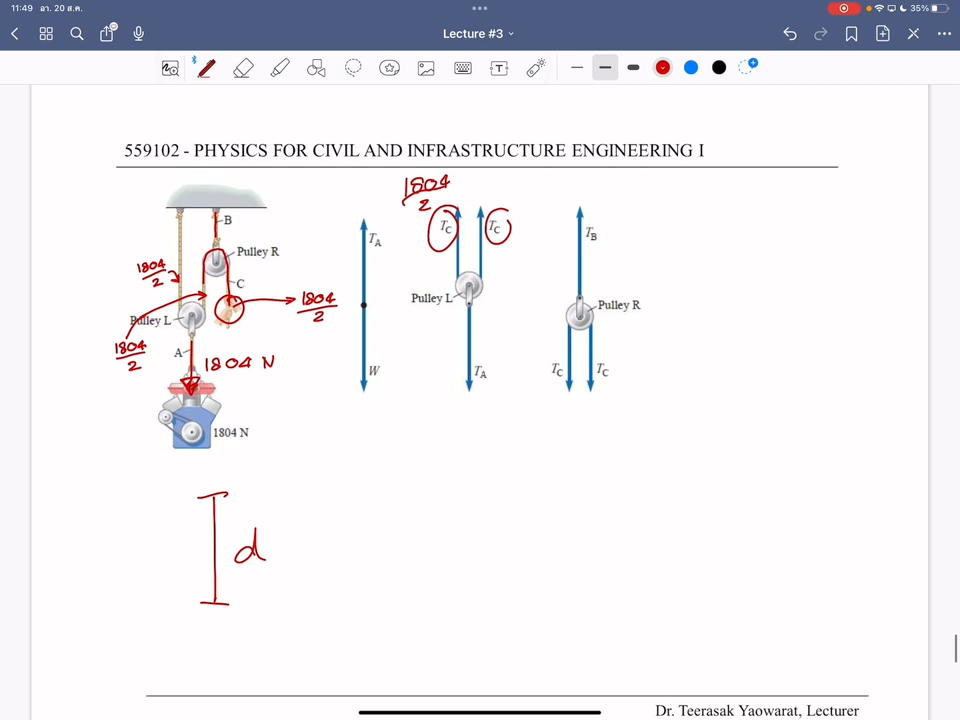 11:49 อา. 20 ส.ค.
35%
Lecture #3
559102 - PHYSICS FOR CIVIL AND INFRASTRUCTURE ENGINEERING I
1804
2
B
Pulley R
C
1804
2
1804
2
Pulley L
1804
2
A
1804 N
1804 N
T_A
W
T_C
T_C
Pulley L
T_A
T_B
Pulley R
T_C
T_C
d
Dr. Teerasak Yaowarat, Lecturer